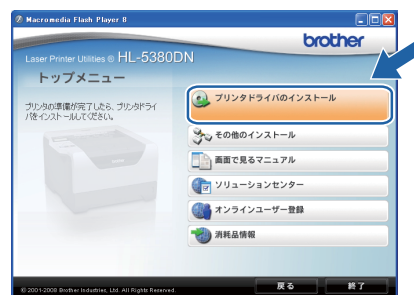 Macromedia Flash Player 8
brother
Laser Printer Utilities © HL-5380DN
トップメニュー
プリンタの準備が完了したら、プリンタドライ
バをインストールしてください。
プリンタドライバのインストール
その他のインストール
画面で見るマニュアル
ソリューションセンター
オンラインユーザー登録
消耗品情報
© 2001-2008 Brother Industries, Ltd. All Rights Reserved.
戻る
終了